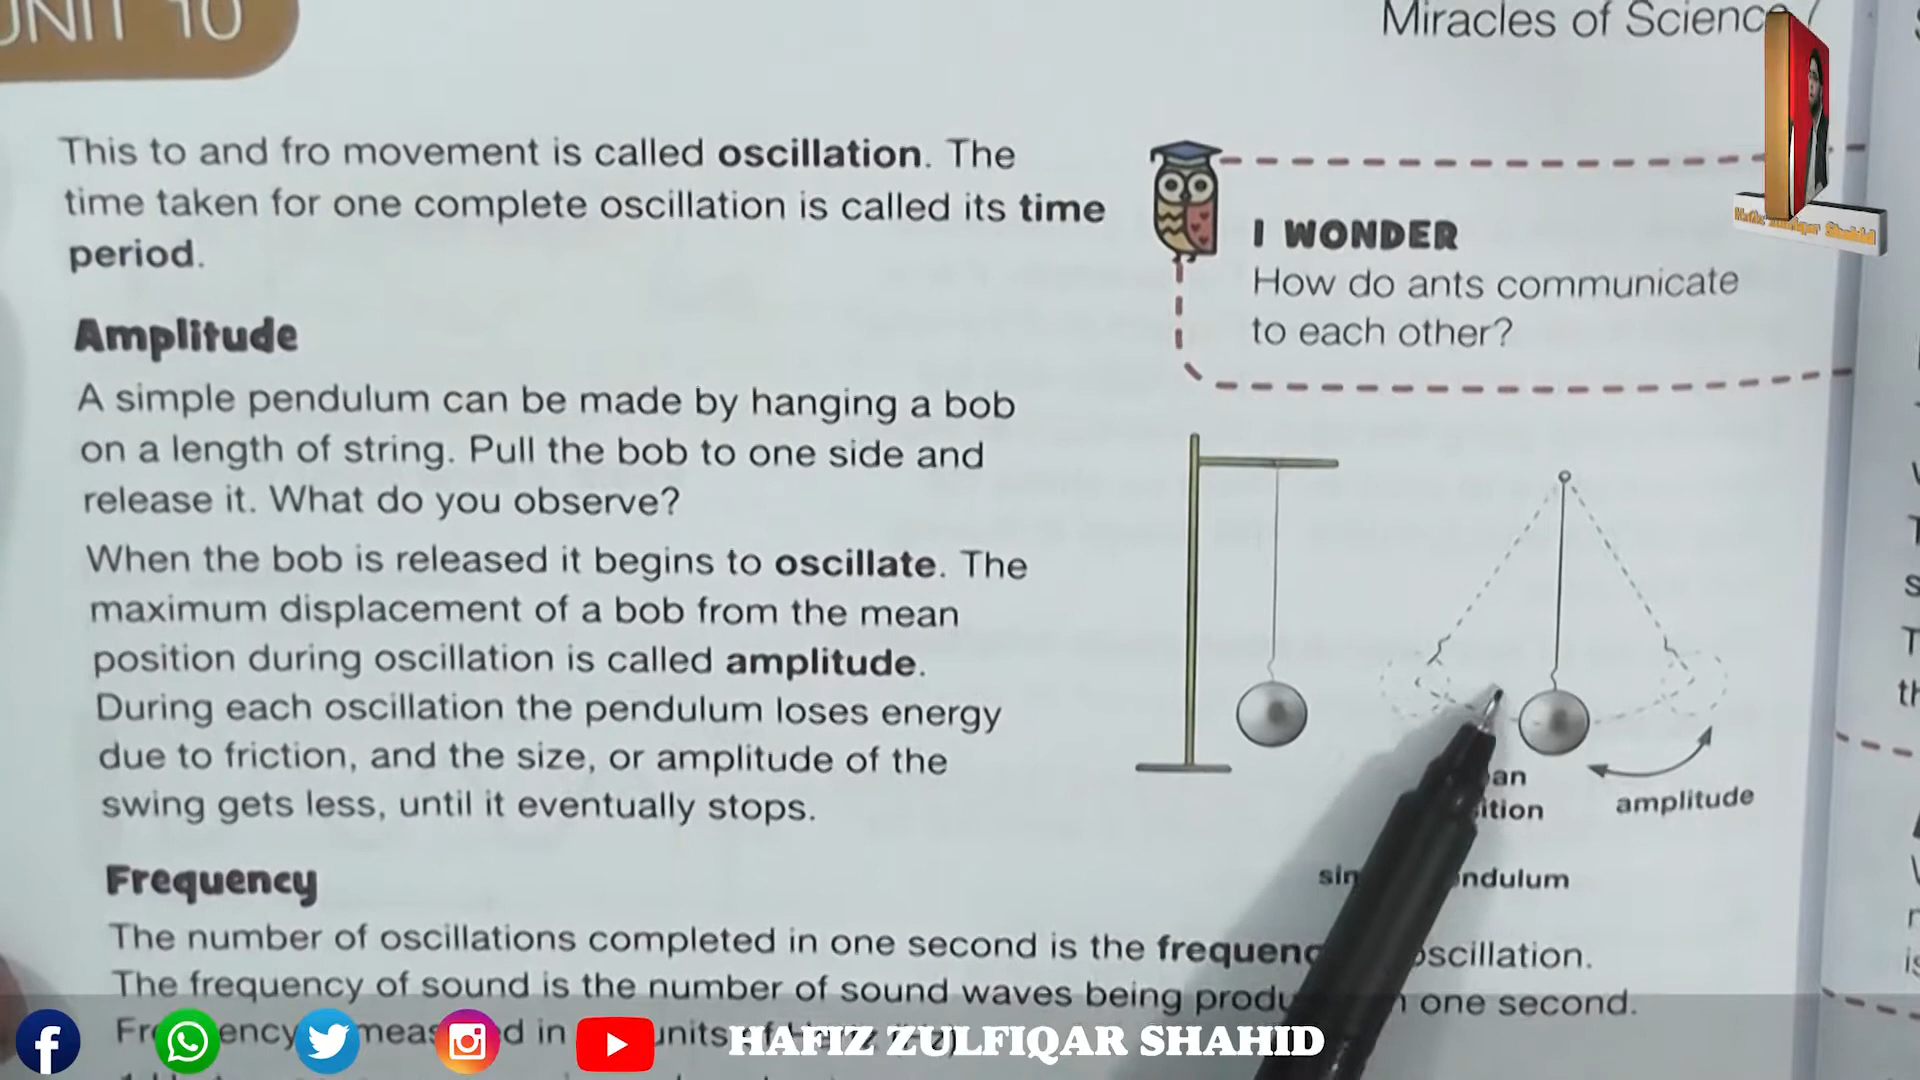 UNIT 10
Miracles of Science
This to and fro movement is called oscillation. The
time taken for one complete oscillation is called its time
period.
I WONDER
How do ants communicate
to each other?
Amplitude
A simple pendulum can be made by hanging a bob
on a length of string. Pull the bob to one side and
release it. What do you observe?
When the bob is released it begins to oscillate. The
maximum displacement of a bob from the mean
position during oscillation is called amplitude.
During each oscillation the pendulum loses energy
due to friction, and the size, or amplitude of the
swing gets less, until it eventually stops.
amplitude
Frequency
The number of oscillations completed in one second is the oscillation.
The frequency of sound is the number of sound waves being one second.
in
HAFIZ ZULFIQAR SHAHID